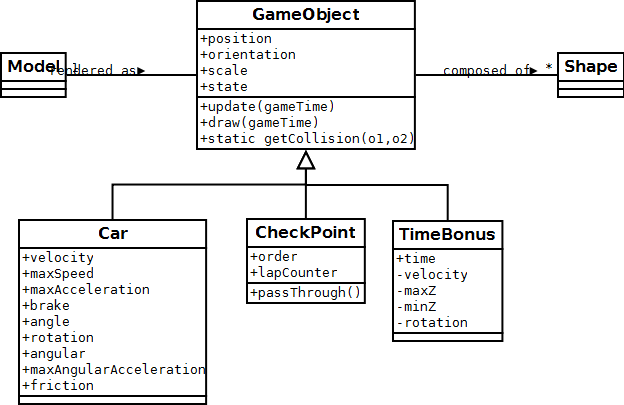 GameObject
+position
+orientation
+scale
+state
+update(gameTime)
+draw(gameTime)
+static getCollision(o1,o2)
Model
1
rendered as
composed of
*
Shape
Car
+velocity
+maxSpeed
+maxAcceleration
+brake
+angle
+rotation
+angular
+maxAngularAcceleration
+friction
CheckPoint
+order
+lapCounter
+passThrough()
TimeBonus
+time
-velocity
-maxZ
-minZ
-rotation